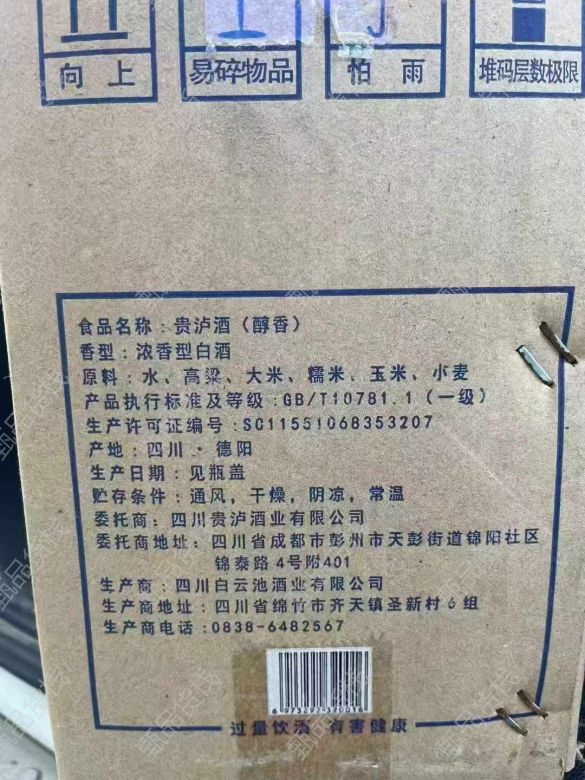 向上
易碎物品
怕雨
堆码层数极限
食品名称：贵泸酒（醇香）
香型：浓香型白酒
原料：水、高粱、大米、糯米、玉米、小麦
产品执行标准及等级：GB/T10781.1（一级）
生产许可证编号：SC11551068353207
产地：四川·德阳
生产日期：见瓶盖
贮存条件：通风，干燥，阴凉，常温
委托商：四川贵泸酒业有限公司
委托商地址：四川省成都市彭州市天彭街道锦阳社区
锦泰路4号附401
生产商：四川白云池酒业有限公司
生产商地址：四川省绵竹市齐天镇圣新村6组
生产商电话：0838-6482567
过量饮酒 有害健康